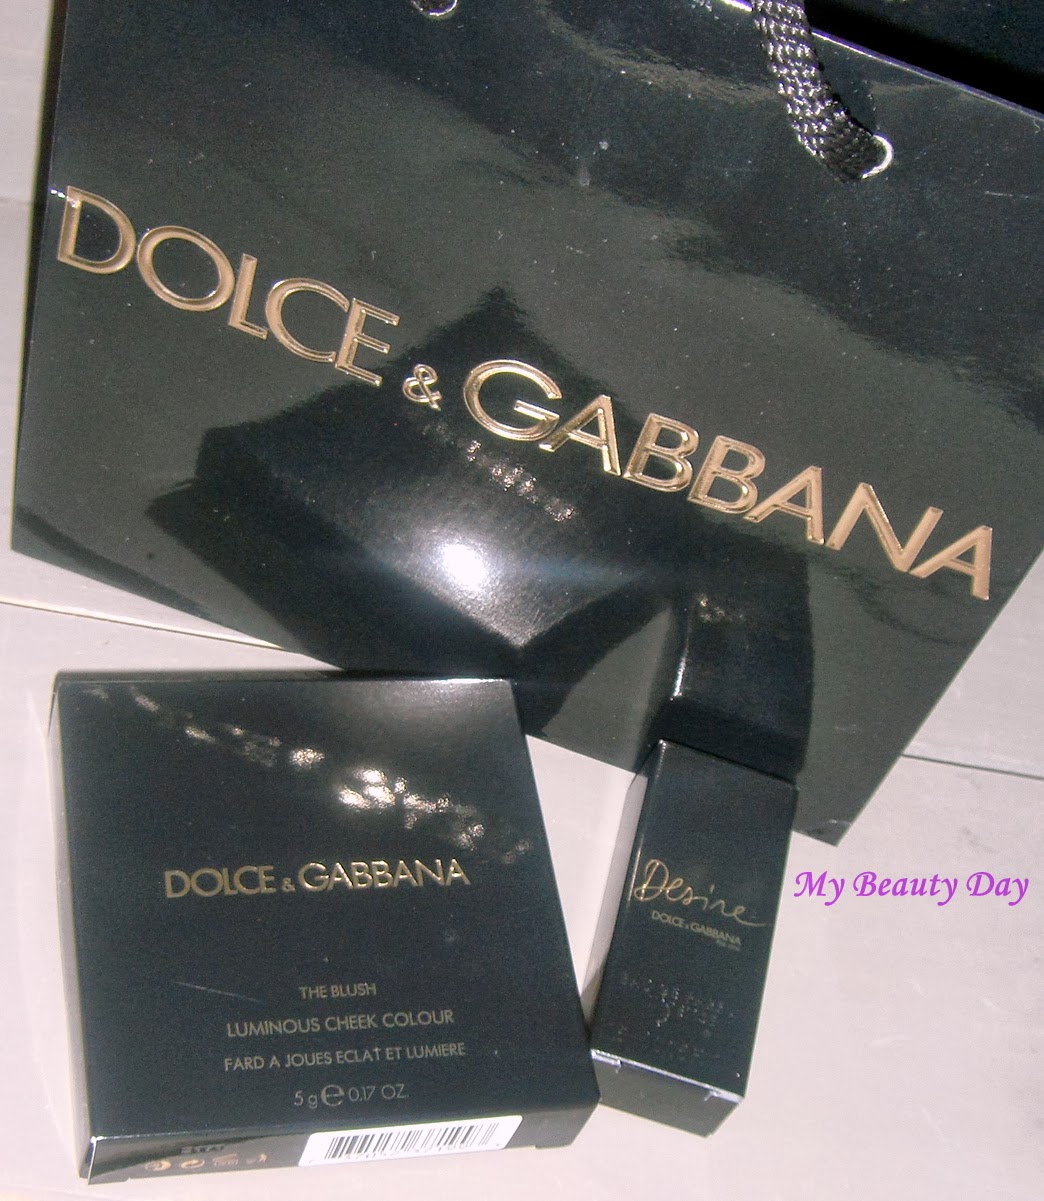 DOLCE & GABBANA
DOLCE & GABBANA
THE BLUSH
LUMINOUS CHEEK COLOUR
FARD A JOUES ECLAT ET LUMIERE
5 g e 0.17 OZ.
Desire
DOLCE & GABBANA
My Beauty Day